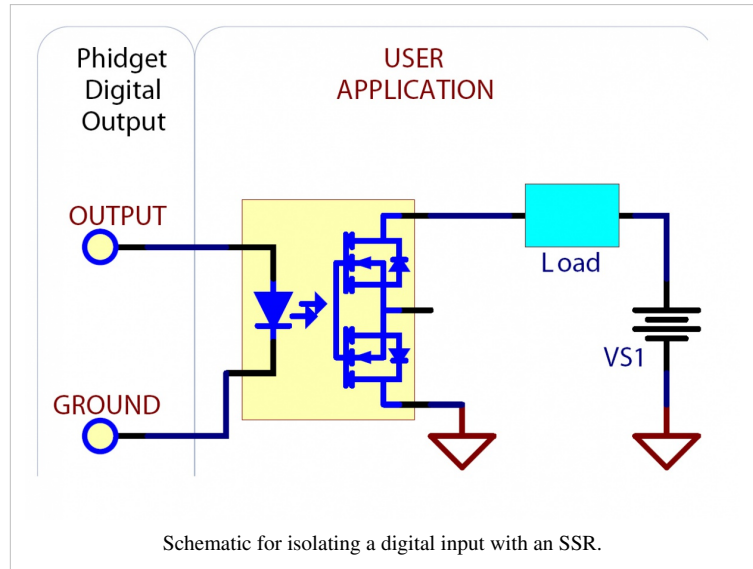 Phidget
Digital
Output
USER
APPLICATION
OUTPUT
Load
VS1
GROUND
Schematic for isolating a digital input with an SSR.